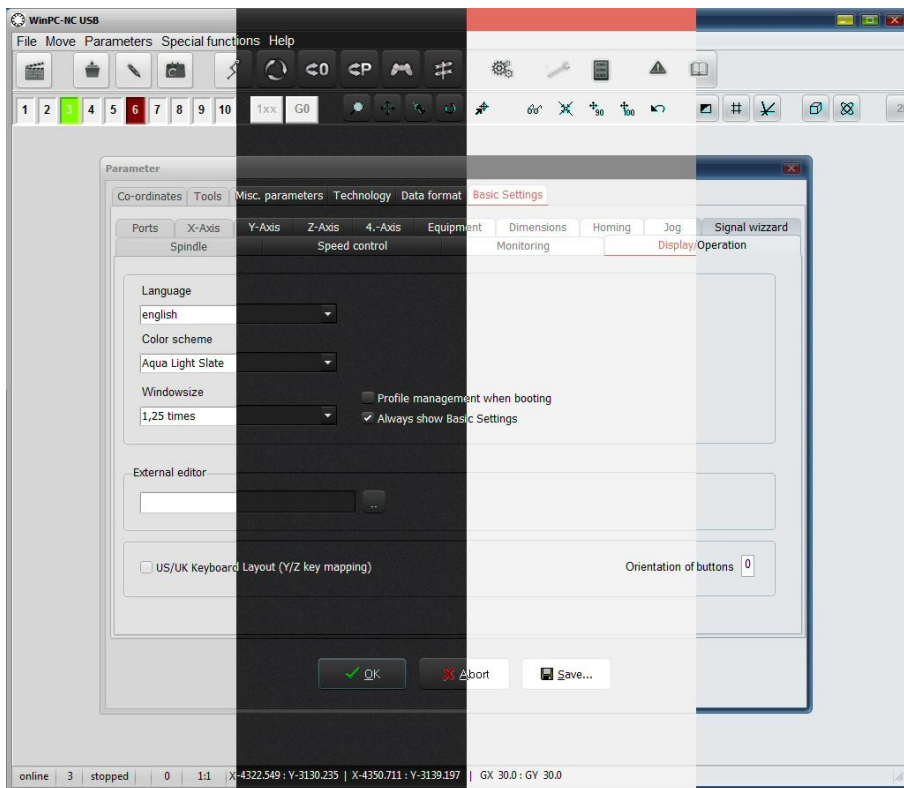 WinPC-NC USB
File Move Parameters Special functions Help
1 2 3 4 5 6 7 8 9 10 1xx G0 90 100
Parameter
Co-ordinates Tools Misc. parameters Technology Data format Basic Settings
Ports X-Axis Y-Axis Z-Axis 4.-Axis Equipment Dimensions Homing Jog Signal wizzard
Spindle Speed control Monitoring Display/Operation
Language
english
Color scheme
Aqua Light Slate
Windowsize
1,25 times
Profile management when booting
Always show Basic Settings
External editor
..
US/UK Keyboard Layout (Y/Z key mapping) Orientation of buttons 0
OK Abort Save...
online 3 stopped 0 1:1 X-4322.549 : Y-3130.235 | X-4350.711 : Y-3139.197 | GX 30.0 : GY 30.0